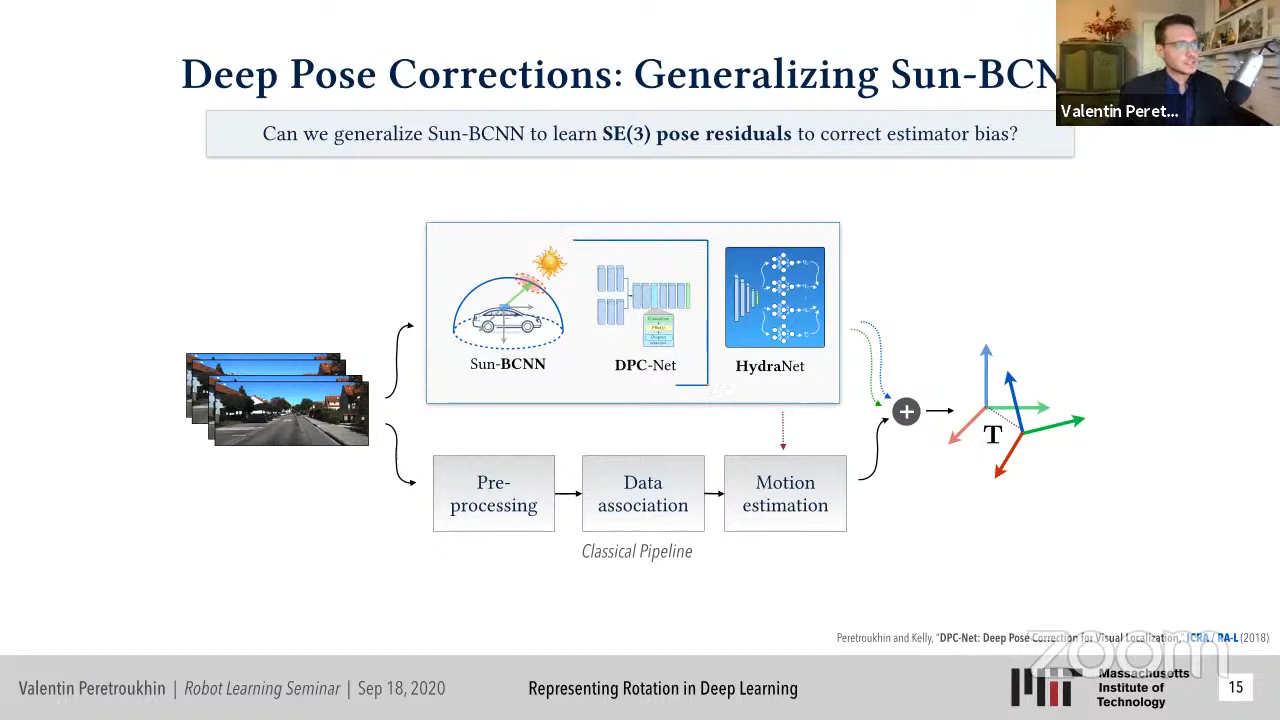 Deep Pose Corrections: Generalizing Sun-BCN
Valentin Peret...
Can we generalize Sun-BCNN to learn SE(3) pose residuals to correct estimator bias?
Sun-BCNN
DPC-Net
HydraNet
T
Pre-
processing
Data
association
Motion
estimation
Classical Pipeline
Peretroukhin and Kelly, "DPC-Net: Deep Pose Correction for Visual Localization," ICRA / RA-L (2018)
zoom
Valentin Peretroukhin | Robot Learning Seminar | Sep 18, 2020
Representing Rotation in Deep Learning
Massachusetts
Institute of
Technology
15